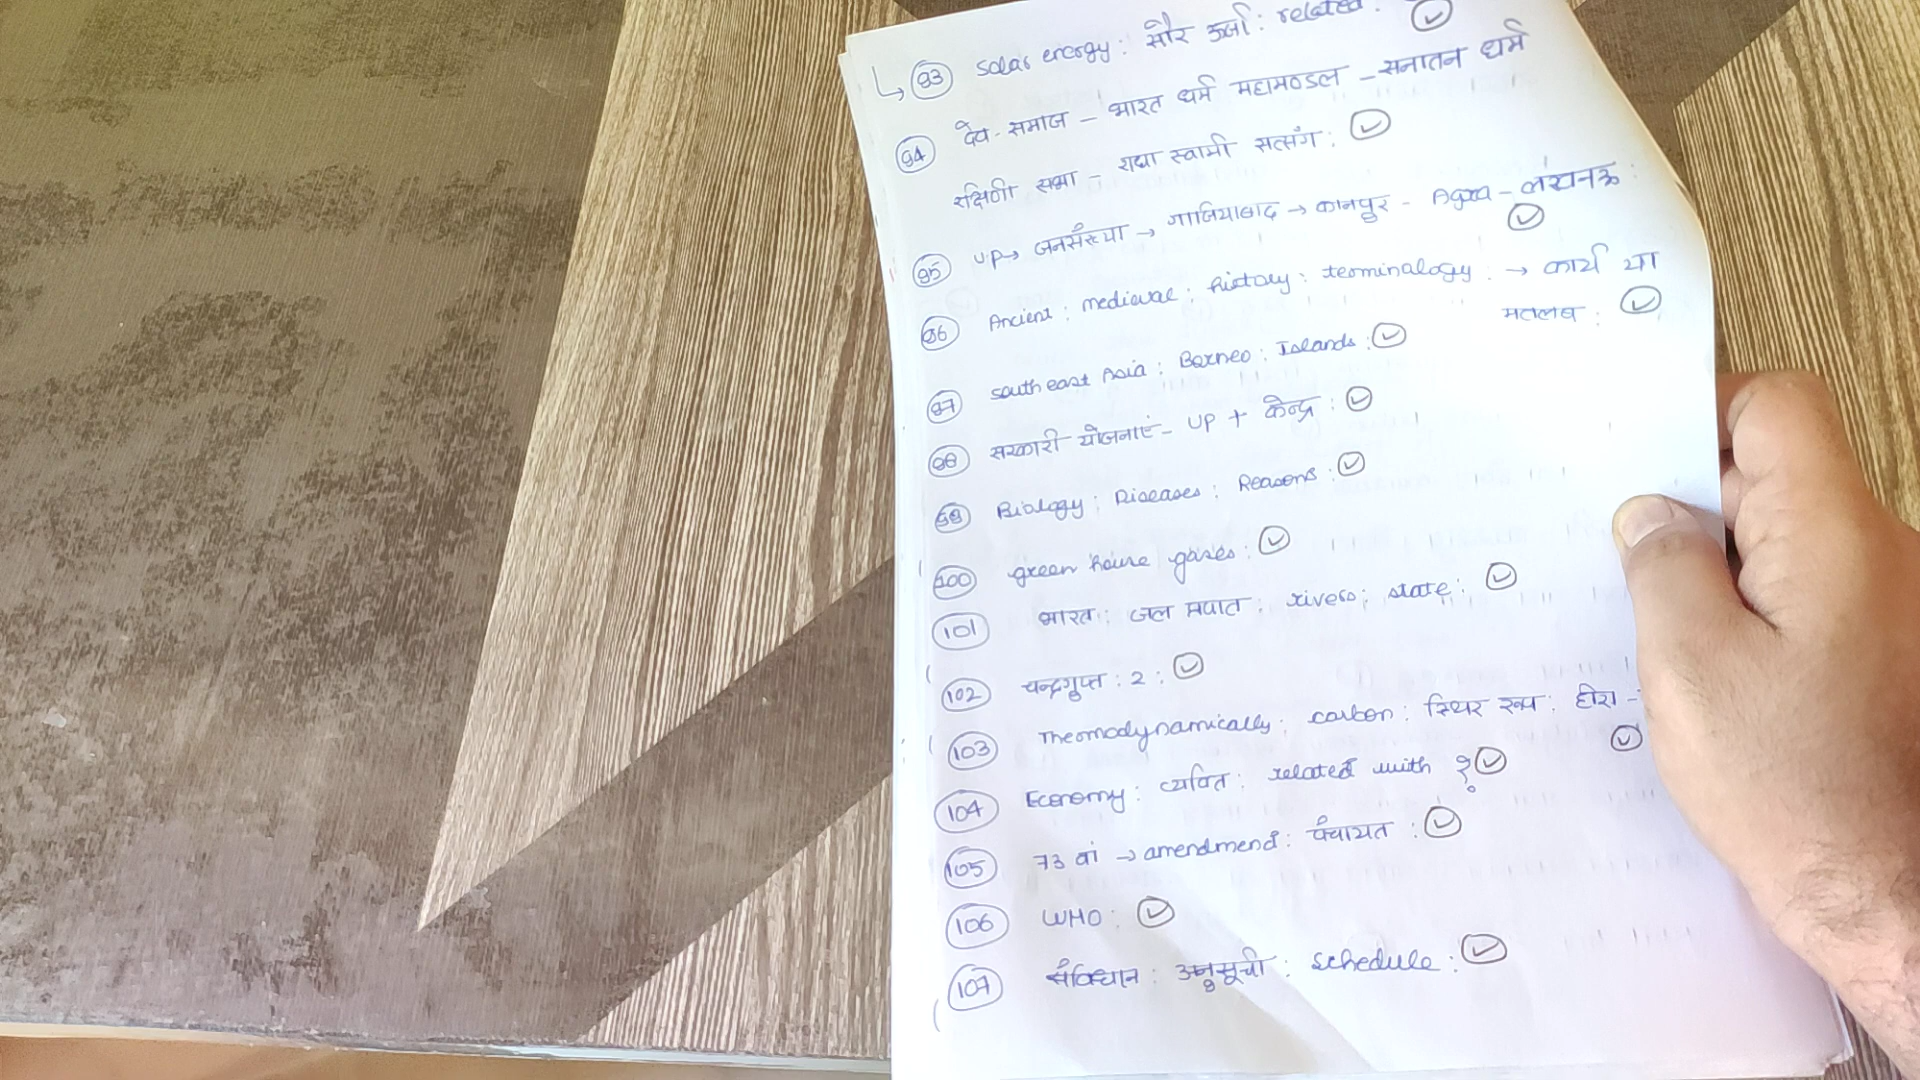 93 Solar energy : सौर ऊर्जा : related :
94 देव - समाज - भारत धर्म महामण्डल - सनातन धर्म
रक्षिणी सभा - राधा स्वामी सत्संग :
95 UP → जनसंख्या → गाजियाबाद → कानपुर - Agra - लखनऊ :
96 Ancient : medieval : history : terminalogy : → कार्य या
मतलब :
97 south east Asia : Borneo : Islands :
98 सरकारी योजनाएं - UP + केन्द्र :
99 Biology : Diseases : Reasons :
100 green house gases :
101 भारत : जल प्रपात : rivers : state :
102 चन्द्रगुप्त : 2 :
103 Themodynamically : carbon : स्थिर रूप : हीरा -
104 Economy : व्यक्ति : related with ?
105 73 वां → amendment : पंचायत :
106 WHO :
107 संविधान : अनुसूची : Schedule :